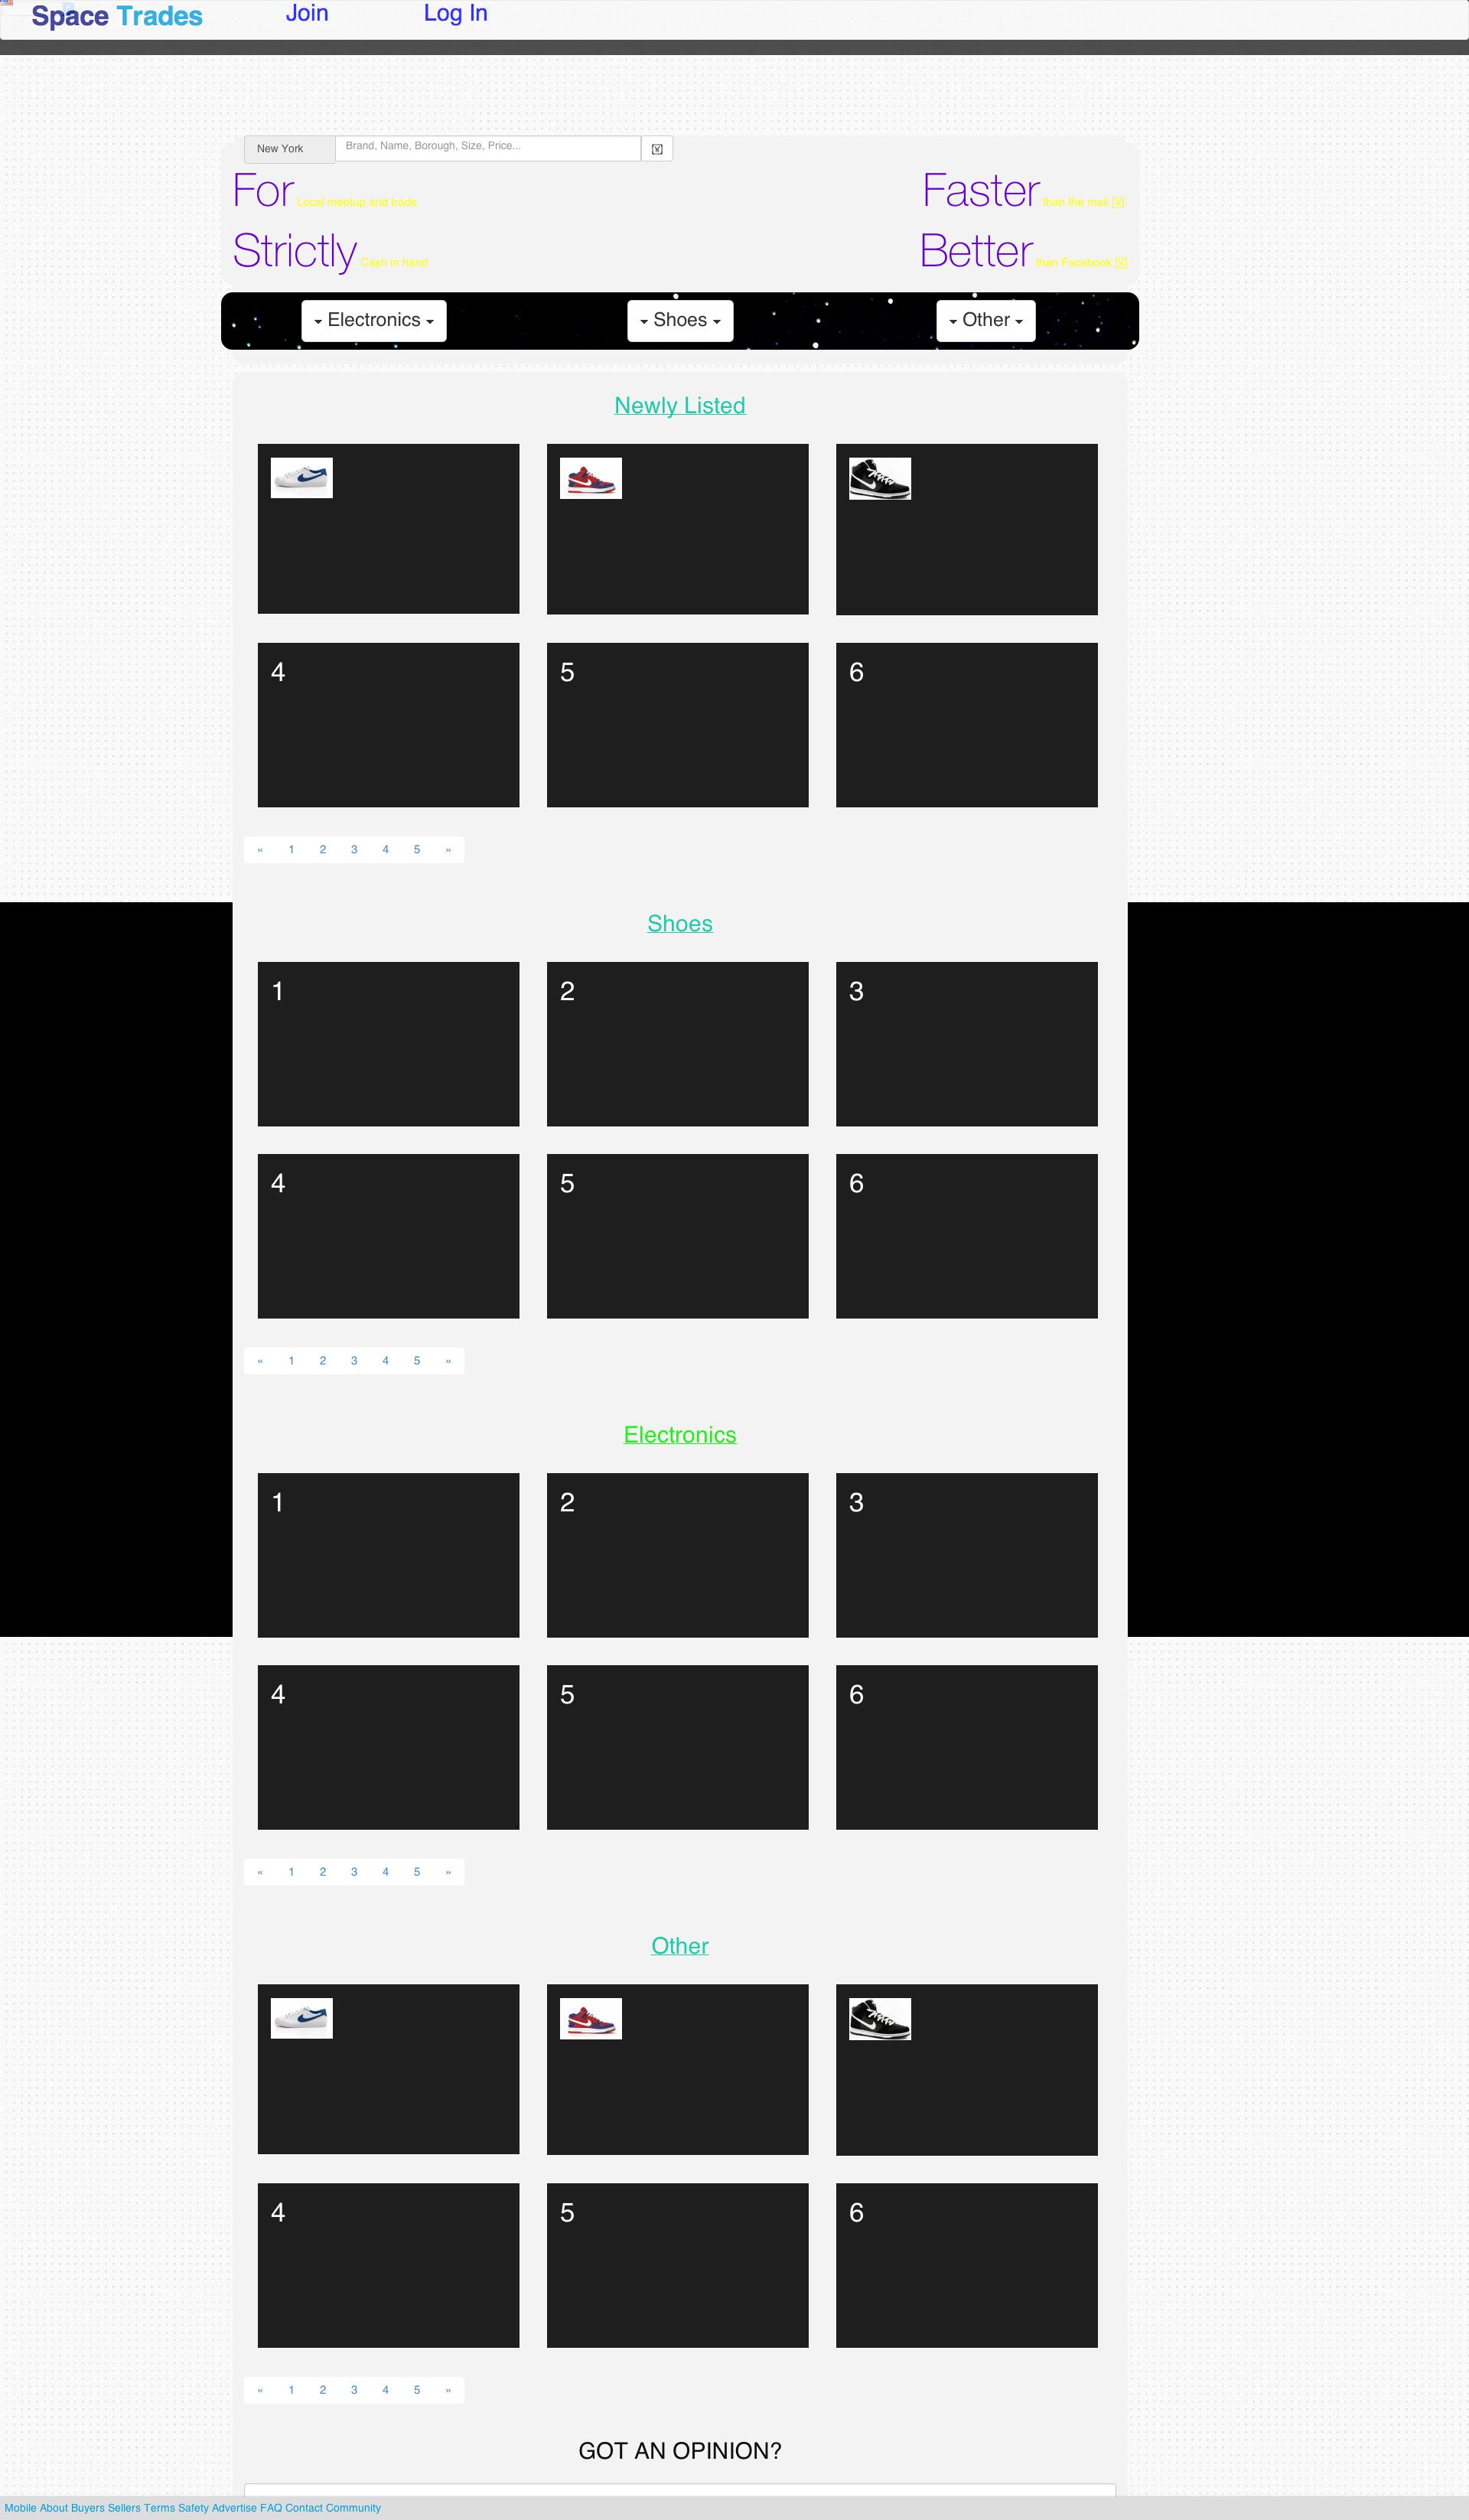 Space Trades Join Log In
New York Brand, Name, Borough, Size, Price...
For Local meetup and trade Faster than the mail
Strictly Cash in hand Better than Facebook
Electronics Shoes Other
Newly Listed
4 5 6
« 1 2 3 4 5 »
Shoes
1 2 3
4 5 6
« 1 2 3 4 5 »
Electronics
1 2 3
4 5 6
« 1 2 3 4 5 »
Other
4 5 6
« 1 2 3 4 5 »
GOT AN OPINION?
Mobile About Buyers Sellers Terms Safety Advertise FAQ Contact Community